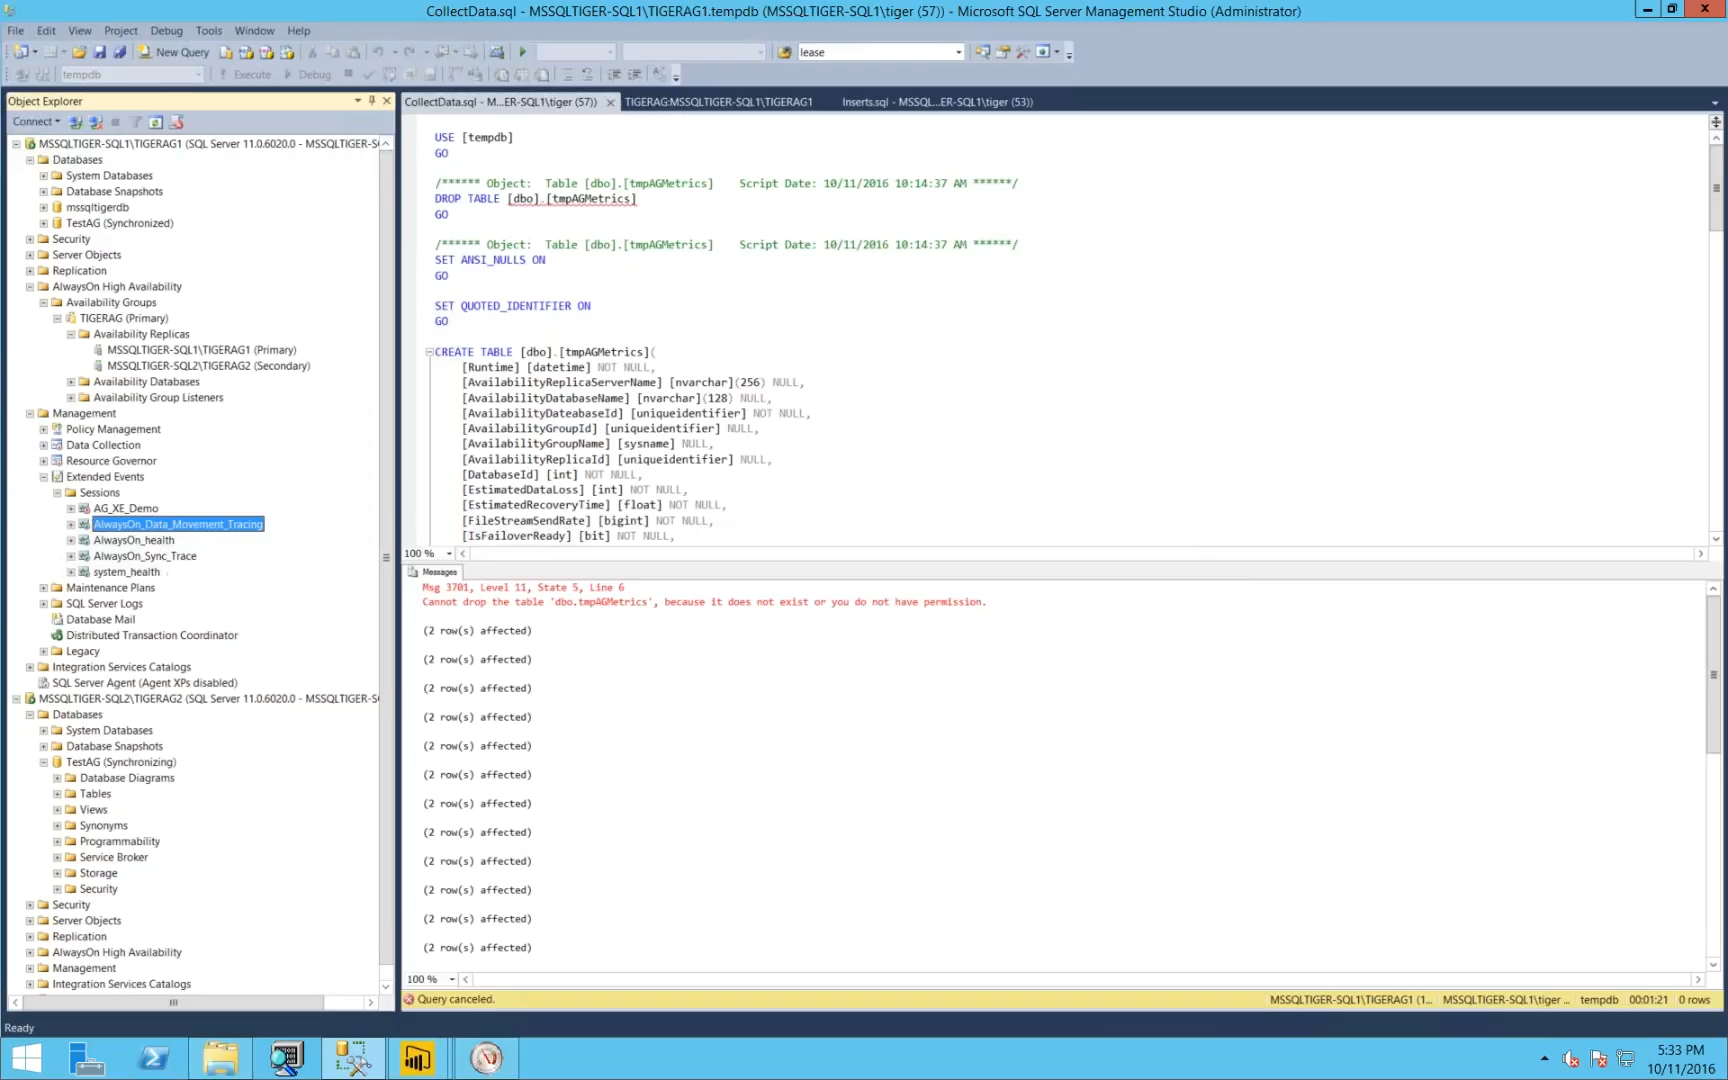 CollectData.sql - MSSQLTIGER-SQL1\TIGERAG1.tempdb (MSSQLTIGER-SQL1\tiger (57)) - Microsoft SQL Server Management Studio (Administrator)
File Edit View Project Debug Tools Window Help
New Query lease
tempdb Execute Debug
Object Explorer
Connect
MSSQLTIGER-SQL1\TIGERAG1 (SQL Server 11.0.6020.0 - MSSQLTIGER-S
Databases
System Databases
Database Snapshots
mssqltigerdb
TestAG (Synchronized)
Security
Server Objects
Replication
AlwaysOn High Availability
Availability Groups
TIGERAG (Primary)
Availability Replicas
MSSQLTIGER-SQL1\TIGERAG1 (Primary)
MSSQLTIGER-SQL2\TIGERAG2 (Secondary)
Availability Databases
Availability Group Listeners
Management
Policy Management
Data Collection
Resource Governor
Extended Events
Sessions
AG_XE_Demo
AlwaysOn_Data_Movement_Tracing
AlwaysOn_health
AlwaysOn_Sync_Trace
system_health
Maintenance Plans
SQL Server Logs
Database Mail
Distributed Transaction Coordinator
Legacy
Integration Services Catalogs
SQL Server Agent (Agent XPs disabled)
MSSQLTIGER-SQL2\TIGERAG2 (SQL Server 11.0.6020.0 - MSSQLTIGER-S
Databases
System Databases
Database Snapshots
TestAG (Synchronizing)
Database Diagrams
Tables
Views
Synonyms
Programmability
Service Broker
Storage
Security
Security
Server Objects
Replication
AlwaysOn High Availability
Management
Integration Services Catalogs
CollectData.sql - M...ER-SQL1\tiger (57)) TIGERAG:MSSQLTIGER-SQL1\TIGERAG1 Inserts.sql - MSSQL...ER-SQL1\tiger (53))
USE [tempdb]
GO
/****** Object: Table [dbo].[tmpAGMetrics] Script Date: 10/11/2016 10:14:37 AM ******/
DROP TABLE [dbo].[tmpAGMetrics]
GO
/****** Object: Table [dbo].[tmpAGMetrics] Script Date: 10/11/2016 10:14:37 AM ******/
SET ANSI_NULLS ON
GO
SET QUOTED_IDENTIFIER ON
GO
CREATE TABLE [dbo].[tmpAGMetrics](
[Runtime] [datetime] NOT NULL,
[AvailabilityReplicaServerName] [nvarchar](256) NULL,
[AvailabilityDatabaseName] [nvarchar](128) NULL,
[AvailabilityDateabaseId] [uniqueidentifier] NOT NULL,
[AvailabilityGroupId] [uniqueidentifier] NULL,
[AvailabilityGroupName] [sysname] NULL,
[AvailabilityReplicaId] [uniqueidentifier] NULL,
[DatabaseId] [int] NOT NULL,
[EstimatedDataLoss] [int] NOT NULL,
[EstimatedRecoveryTime] [float] NOT NULL,
[FileStreamSendRate] [bigint] NOT NULL,
[IsFailoverReady] [bit] NOT NULL,
100 %
Messages
Msg 3701, Level 11, State 5, Line 6
Cannot drop the table 'dbo.tmpAGMetrics', because it does not exist or you do not have permission.
(2 row(s) affected)
(2 row(s) affected)
(2 row(s) affected)
(2 row(s) affected)
(2 row(s) affected)
(2 row(s) affected)
(2 row(s) affected)
(2 row(s) affected)
(2 row(s) affected)
(2 row(s) affected)
(2 row(s) affected)
(2 row(s) affected)
100 %
Query canceled. MSSQLTIGER-SQL1\TIGERAG1 (1... MSSQLTIGER-SQL1\tiger ... tempdb 00:01:21 0 rows
Ready
5:33 PM
10/11/2016